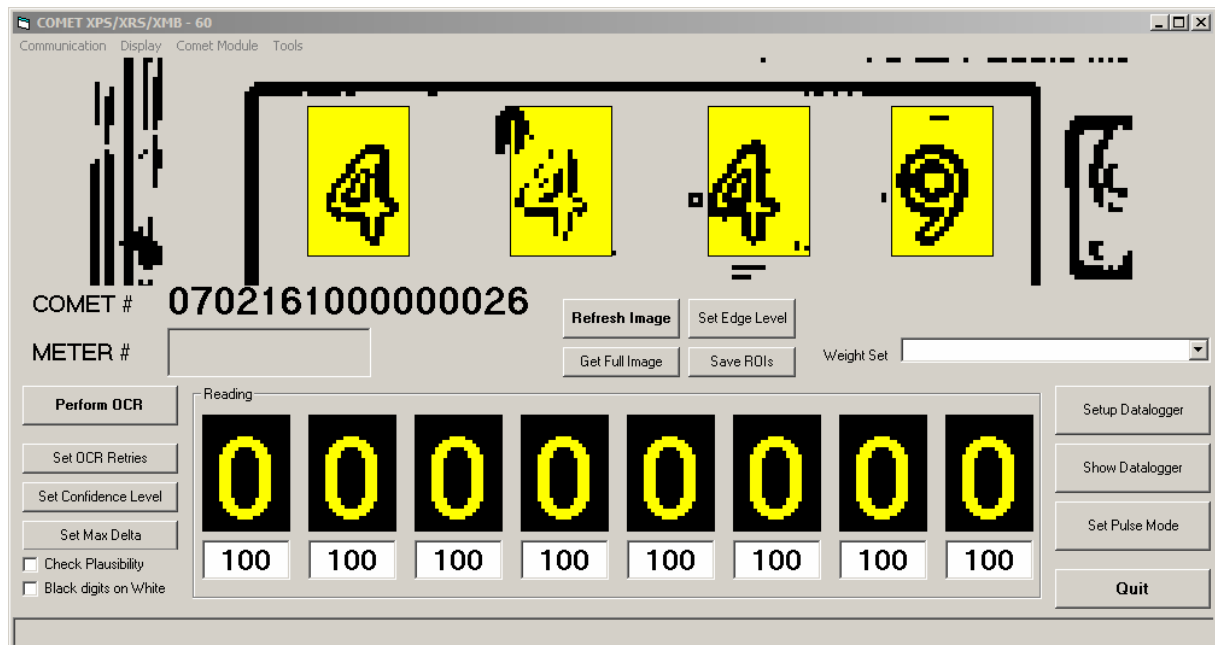 COMET XPS/XRS/XMB - 60
Communication Display Comet Module Tools
4 4 4 9
COMET # 0702161000000026
Refresh Image Set Edge Level
METER #
Get Full Image Save ROIs Weight Set
Perform OCR
Reading
Setup Datalogger
0 0 0 0 0 0 0 0
Set OCR Retries
Show Datalogger
Set Confidence Level
Set Pulse Mode
Set Max Delta
100 100 100 100 100 100 100 100
Check Plausibility
Black digits on White
Quit